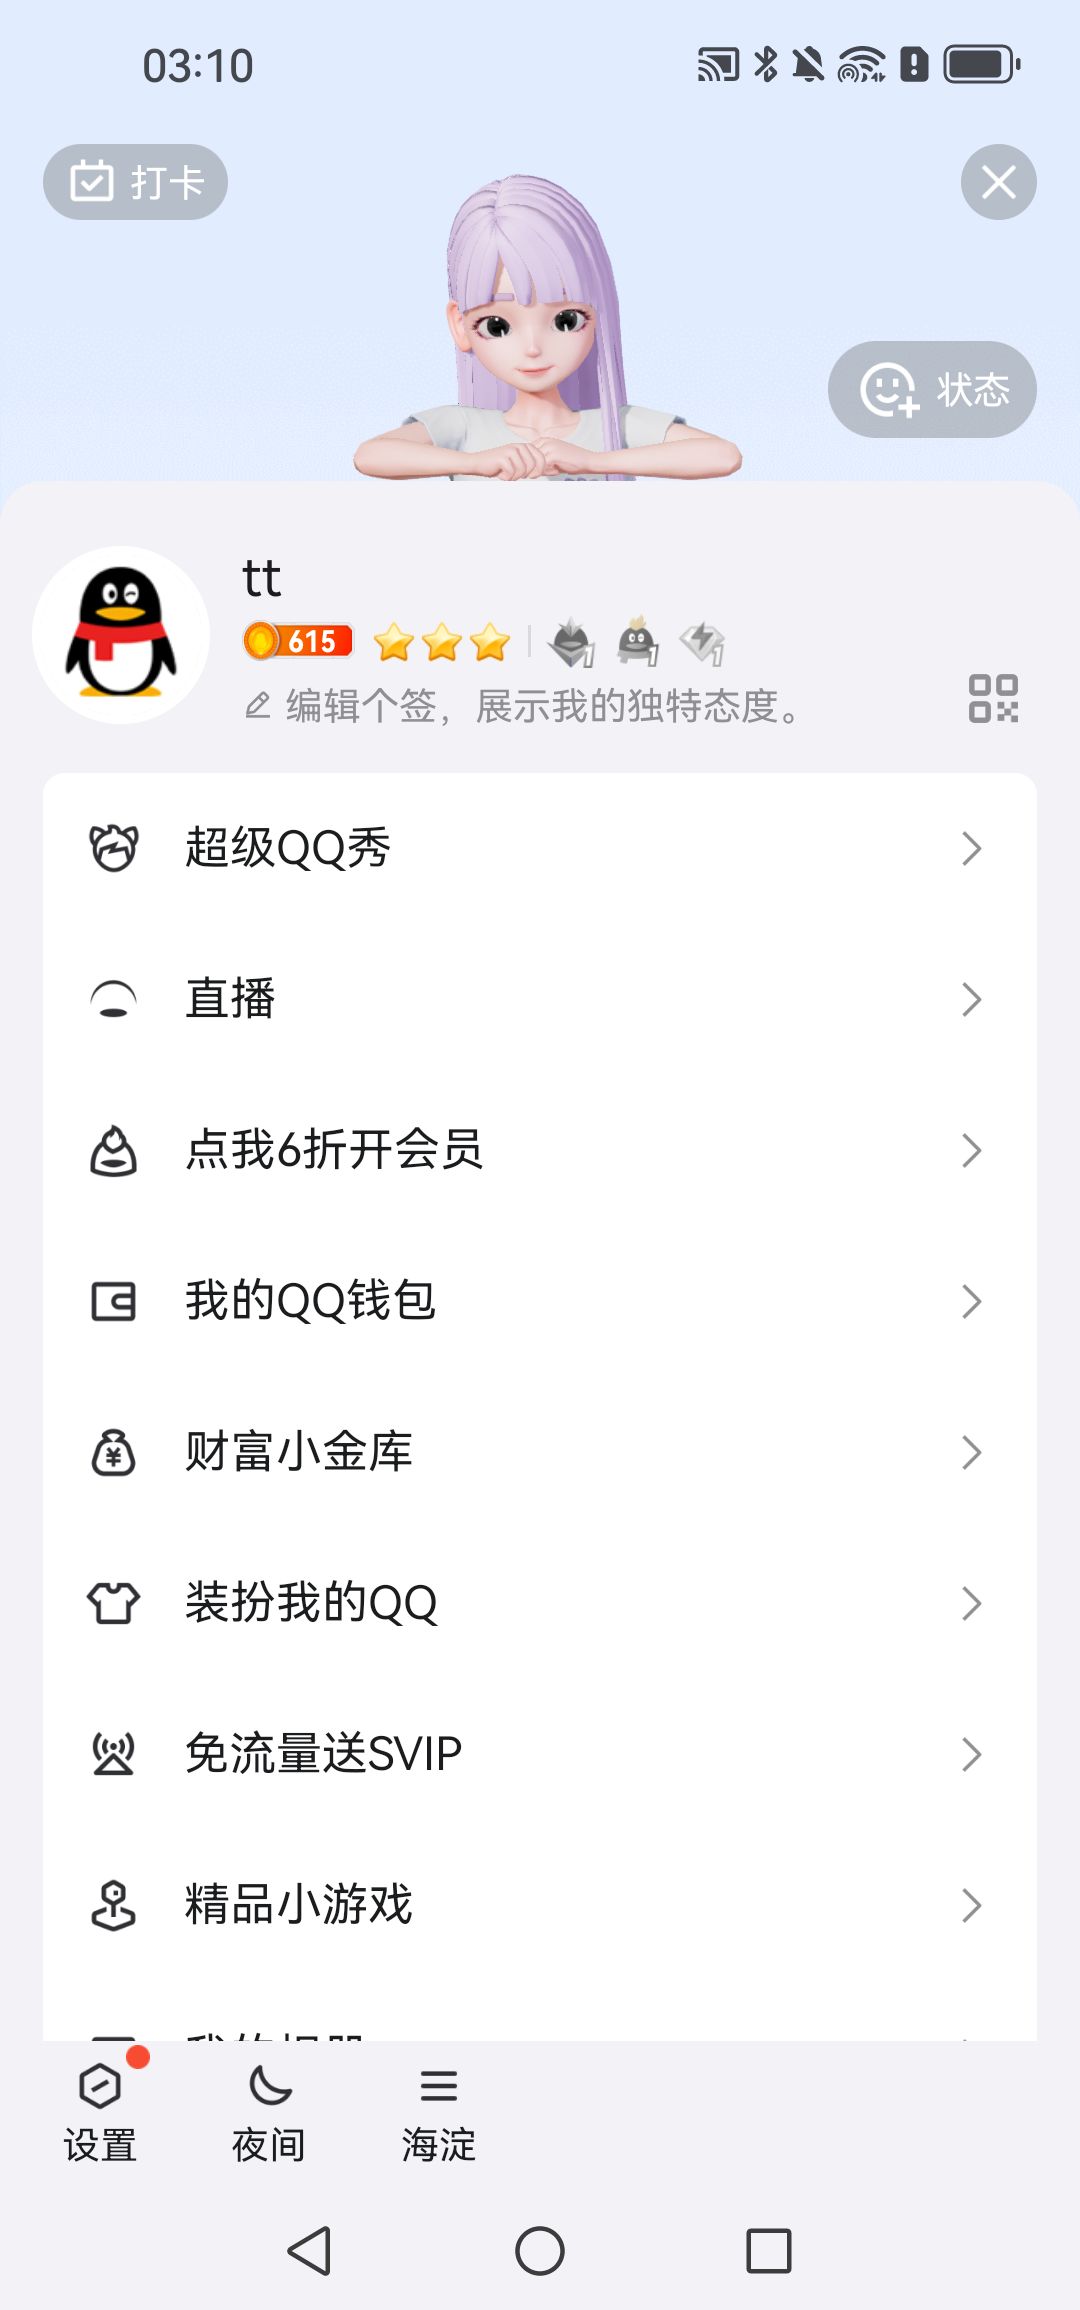 03:10
打卡
状态
tt
615
编辑个签，展示我的独特态度。
超级QQ秀
直播
点我6折开会员
我的QQ钱包
财富小金库
装扮我的QQ
免流量送SVIP
精品小游戏
设置
夜间
海淀